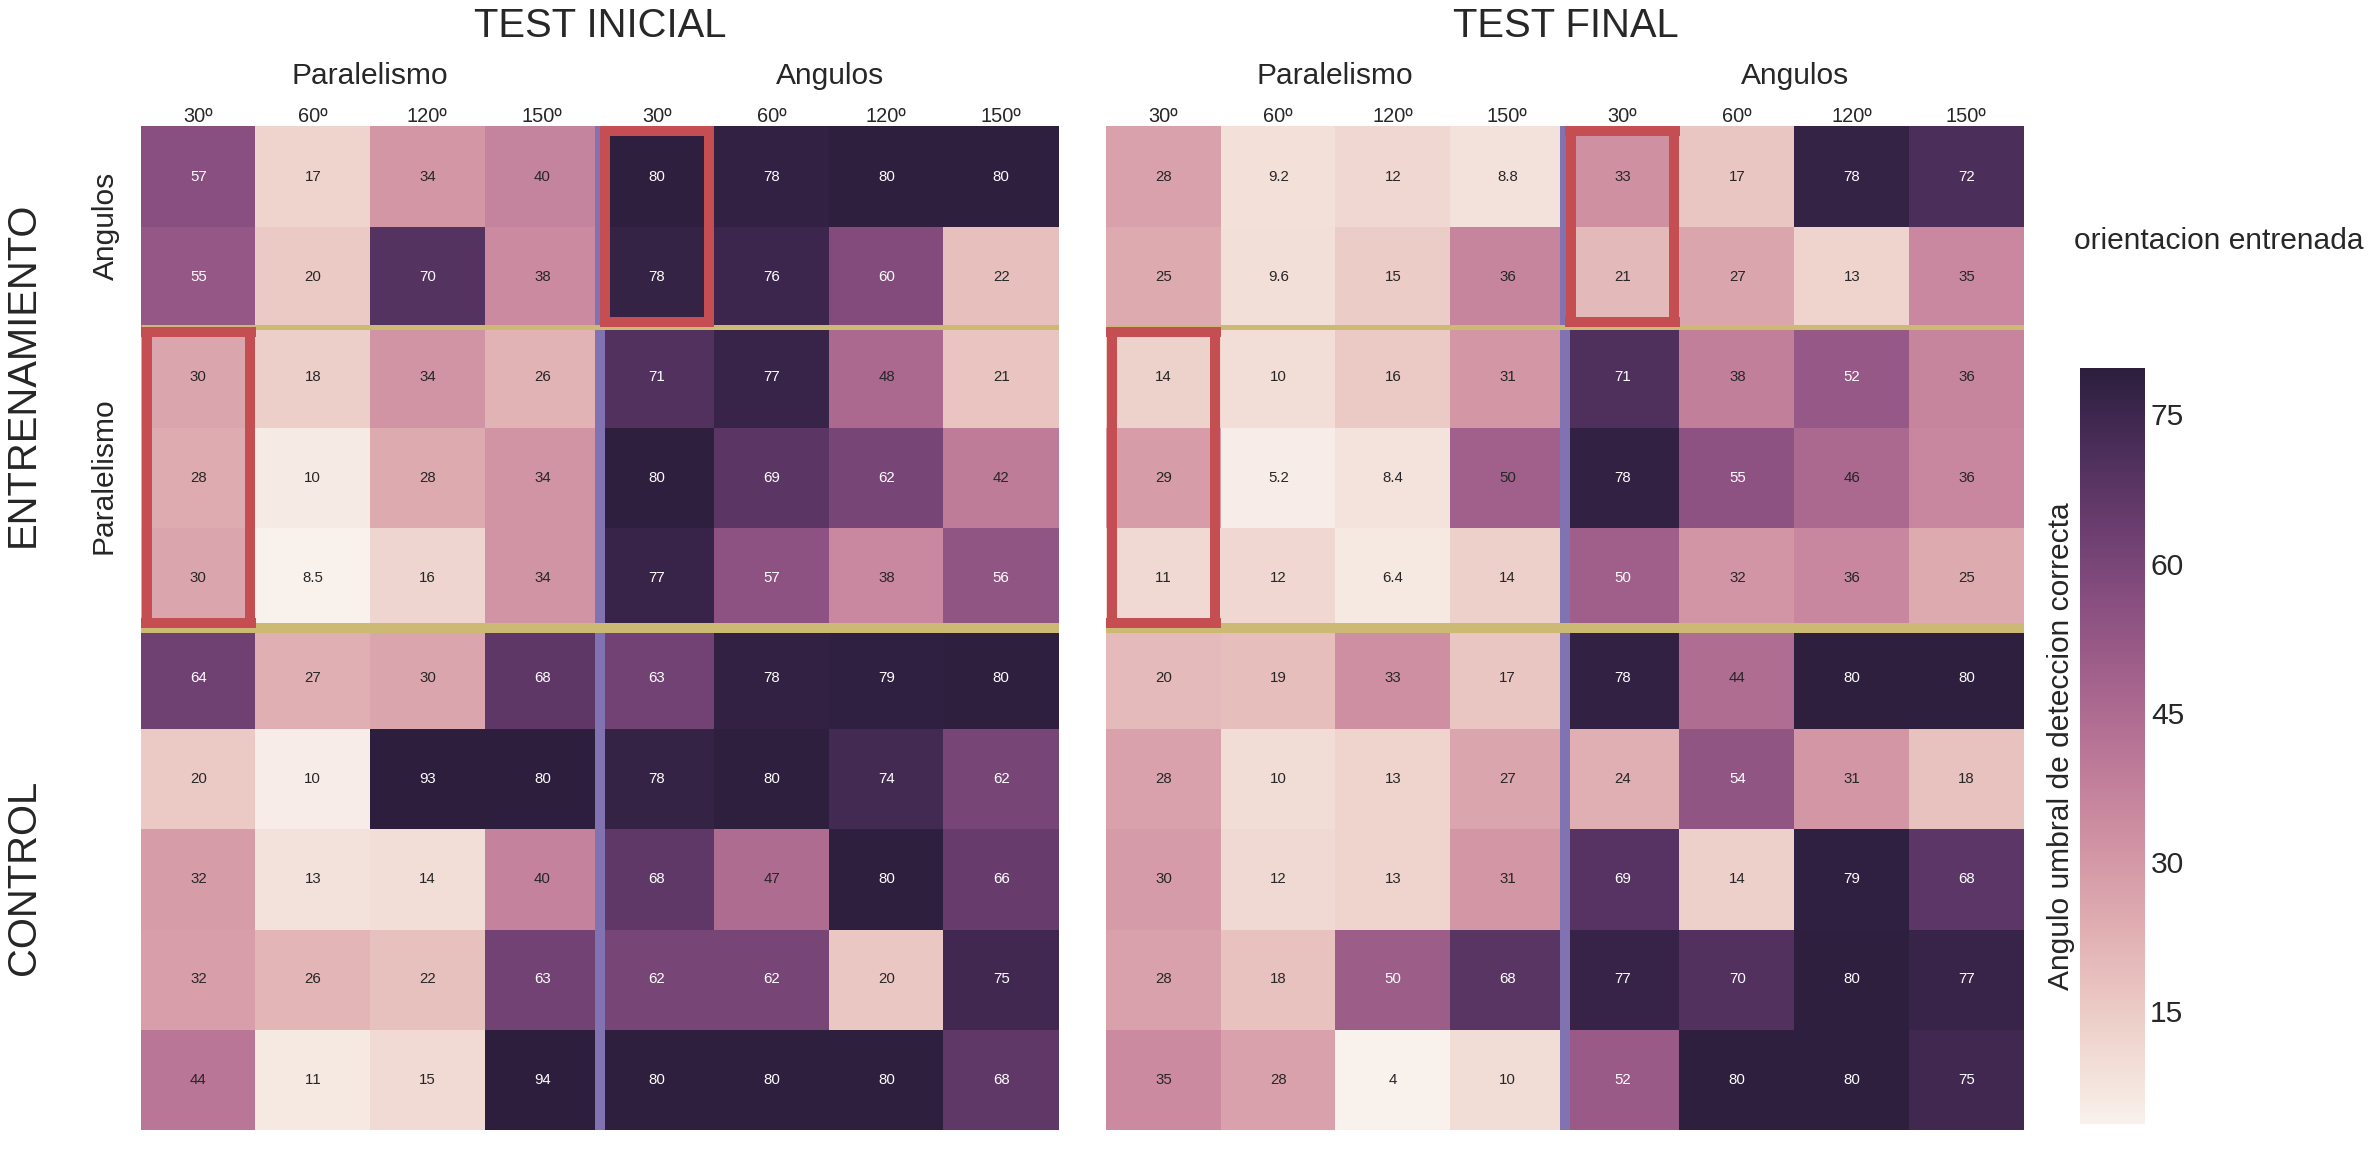 TEST INICIAL
TEST FINAL
Paralelismo
Angulos
Paralelismo
Angulos
30º 60º 120º 150º 30º 60º 120º 150º
30º 60º 120º 150º 30º 60º 120º 150º
ENTRENAMIENTO
Angulos
Paralelismo
CONTROL
57 17 34 40 80 78 80 80
55 20 70 38 78 76 60 22
30 18 34 26 71 77 48 21
28 10 28 34 80 69 62 42
30 8.5 16 34 77 57 38 56
64 27 30 68 63 78 79 80
20 10 93 80 78 80 74 62
32 13 14 40 68 47 80 66
32 26 22 63 62 62 20 75
44 11 15 94 80 80 80 68
28 9.2 12 8.8 33 17 78 72
25 9.6 15 36 21 27 13 35
14 10 16 31 71 38 52 36
29 5.2 8.4 50 78 55 46 36
11 12 6.4 14 50 32 36 25
20 19 33 17 78 44 80 80
28 10 13 27 24 54 31 18
30 12 13 31 69 14 79 68
28 18 50 68 77 70 80 77
35 28 4 10 52 80 80 75
orientacion entrenada
Angulo umbral de deteccion correcta
75
60
45
30
15